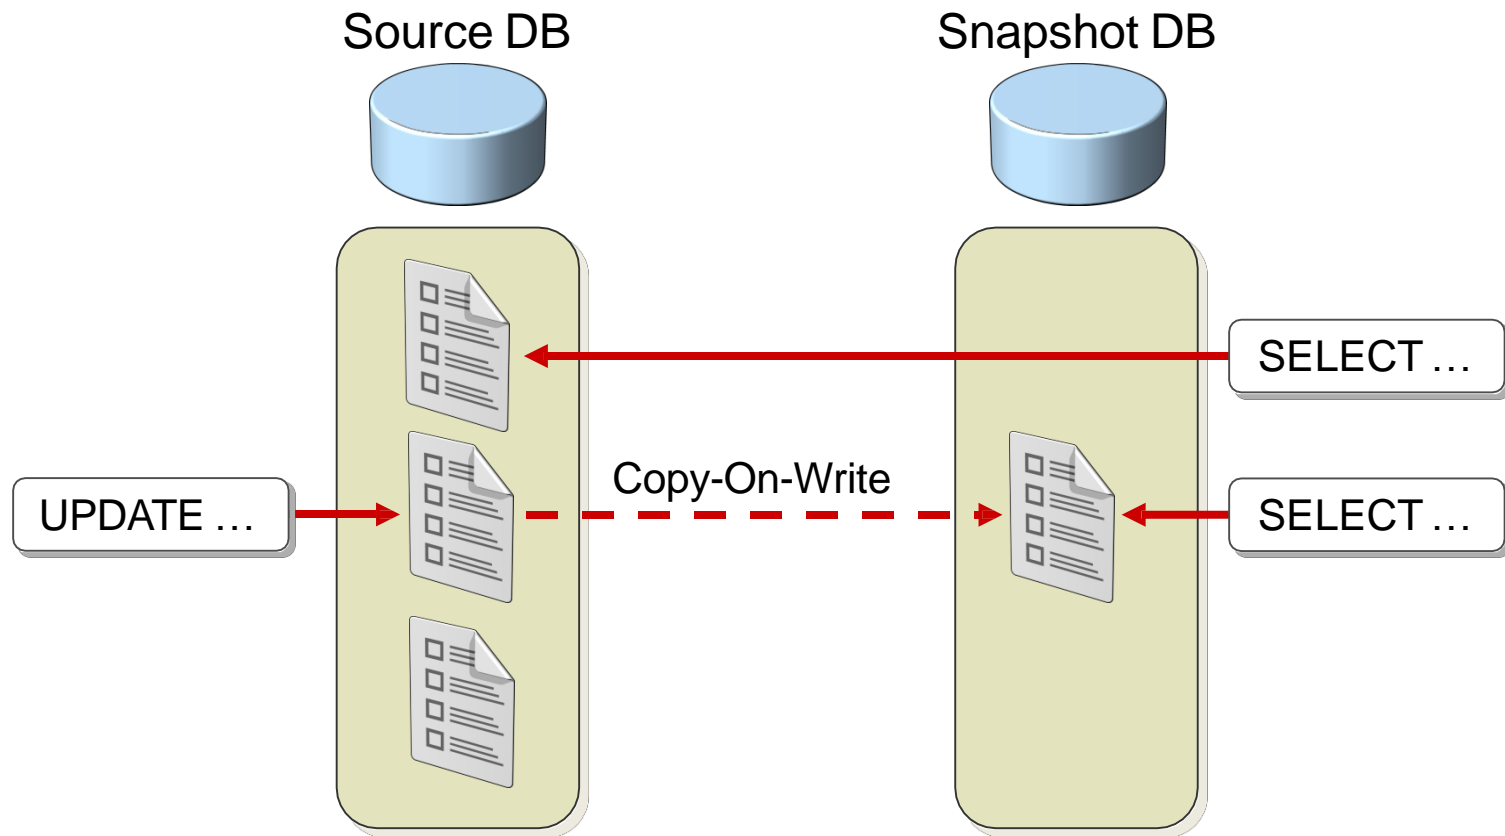 Source DB
Snapshot DB
SELECT …
Copy-On-Write
UPDATE …
SELECT …